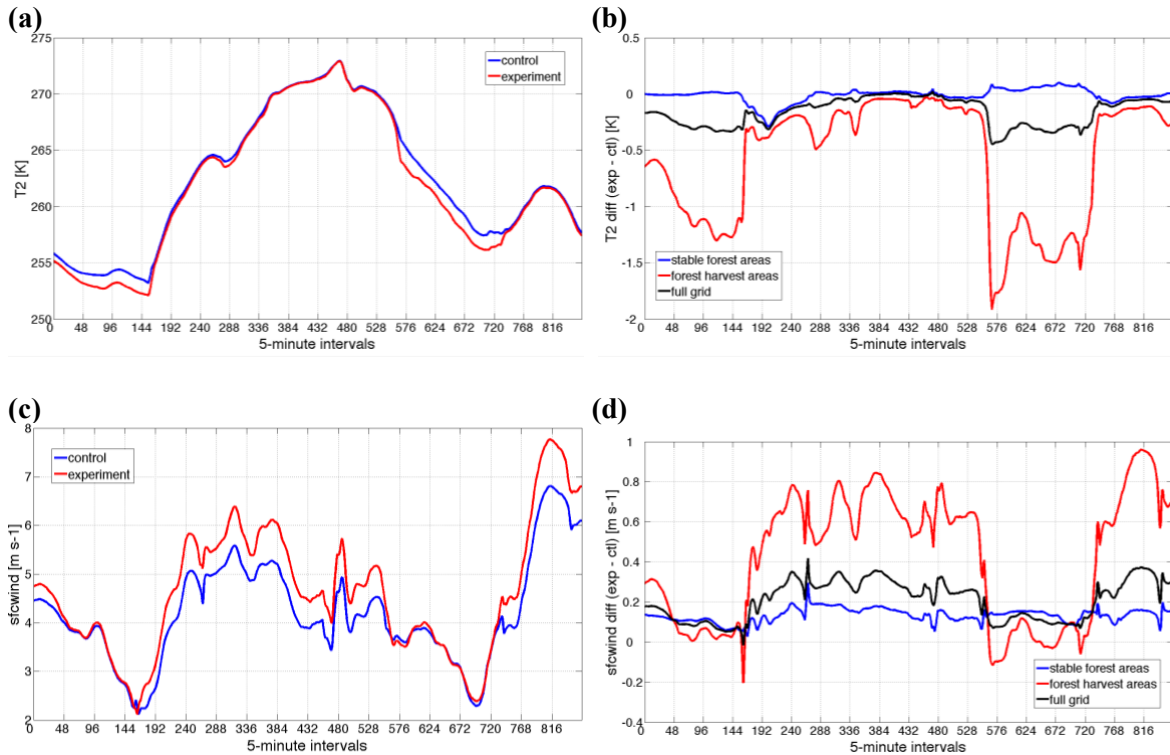 (a)
275
270
265
260
255
250
T2 [K]
control
experiment
0 48 96 144 192 240 288 336 384 432 480 528 576 624 672 720 768 816
5-minute intervals
(b)
0.5
0
-0.5
-1
-1.5
-2
T2 diff (exp - ctl) [K]
stable forest areas
forest harvest areas
full grid
0 48 96 144 192 240 288 336 384 432 480 528 576 624 672 720 768 816
5-minute intervals
(c)
8
7
6
5
4
3
2
sfcwind [m s-1]
control
experiment
0 48 96 144 192 240 288 336 384 432 480 528 576 624 672 720 768 816
5-minute intervals
(d)
1
0.8
0.6
0.4
0.2
0
0.2
-0.4
sfcwind diff (exp - ctl) [m s-1]
stable forest areas
forest harvest areas
full grid
0 48 96 144 192 240 288 336 384 432 480 528 576 624 672 720 768 816
5-minute intervals